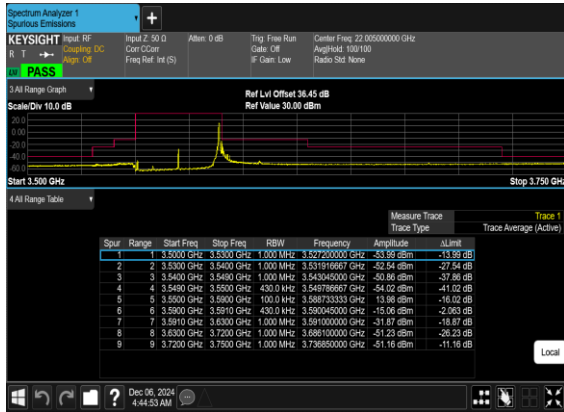 Spectrum Analyzer 1
Spurious Emissions
KEYSIGHT Input: RF Input Z: 50 Ω Atten: 0 dB Trig: Free Run Center Freq: 22.005000000 GHz
R T Coupling: DC Corr CCorr Gate: Off Avg|Hold: 100/100
Align: Off Freq Ref: Int (S) IF Gain: Low Radio Std: None
PASS
3 All Range Graph
Ref Lvl Offset 36.45 dB
Scale/Div 10.0 dB Ref Value 30.00 dBm
20.0
0.00
-20.0
-40.0
-60.0
Start 3.500 GHz Stop 3.750 GHz
4 All Range Table
Measure Trace Trace 1
Trace Type Trace Average (Active)
Spur Range Start Freq Stop Freq RBW Frequency Amplitude ΔLimit
1 1 3.5000 GHz 3.5300 GHz 1.000 MHz 3.527200000 GHz -53.99 dBm -13.99 dB
2 2 3.5300 GHz 3.5400 GHz 1.000 MHz 3.531916667 GHz -52.54 dBm -27.54 dB
3 3 3.5400 GHz 3.5490 GHz 1.000 MHz 3.543045000 GHz -50.86 dBm -37.86 dB
4 4 3.5490 GHz 3.5500 GHz 430.0 kHz 3.549786667 GHz -54.02 dBm -41.02 dB
5 5 3.5500 GHz 3.5900 GHz 100.0 kHz 3.588733333 GHz 13.98 dBm -16.02 dB
6 6 3.5900 GHz 3.5910 GHz 430.0 kHz 3.590045000 GHz -15.06 dBm -2.063 dB
7 7 3.5910 GHz 3.6300 GHz 1.000 MHz 3.591000000 GHz -31.87 dBm -18.87 dB
8 8 3.6300 GHz 3.7200 GHz 1.000 MHz 3.686100000 GHz -51.23 dBm -26.23 dB
9 9 3.7200 GHz 3.7500 GHz 1.000 MHz 3.736850000 GHz -51.16 dBm -11.16 dB
Local
Dec 06, 2024
4:44:53 AM